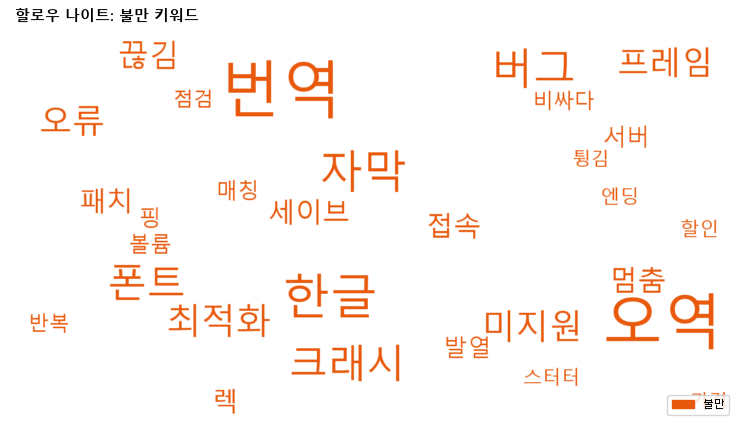 할로우 나이트: 불만 키워드
끊김
버그
프레임
번역
점검
비싸다
오류
서버
자막
튕김
매칭
패치
세이브
엔딩
핑
접속
할인
볼륨
폰트
한글
멈춤
반복
최적화
미지원
오역
크래시
발열
스터터
렉
불만